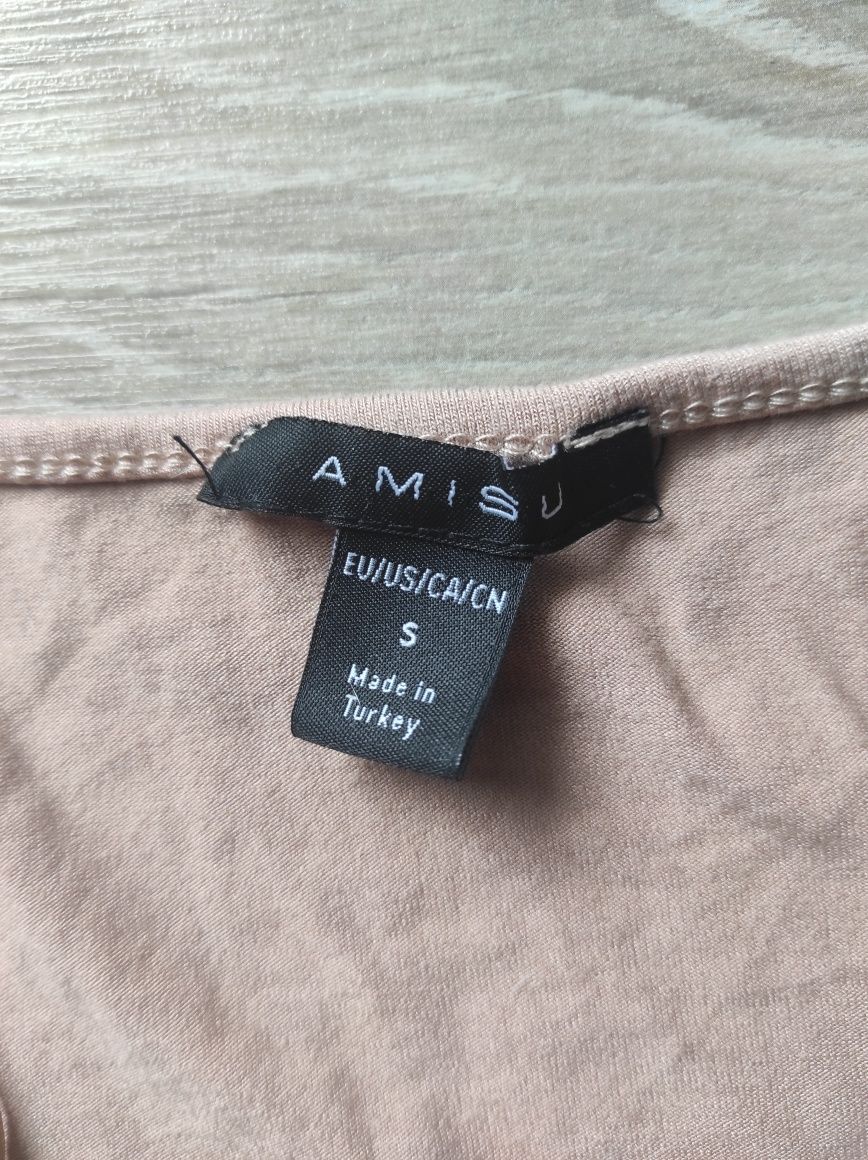 AMISU
EU/US/CA/CN
S
Made in
Turkey